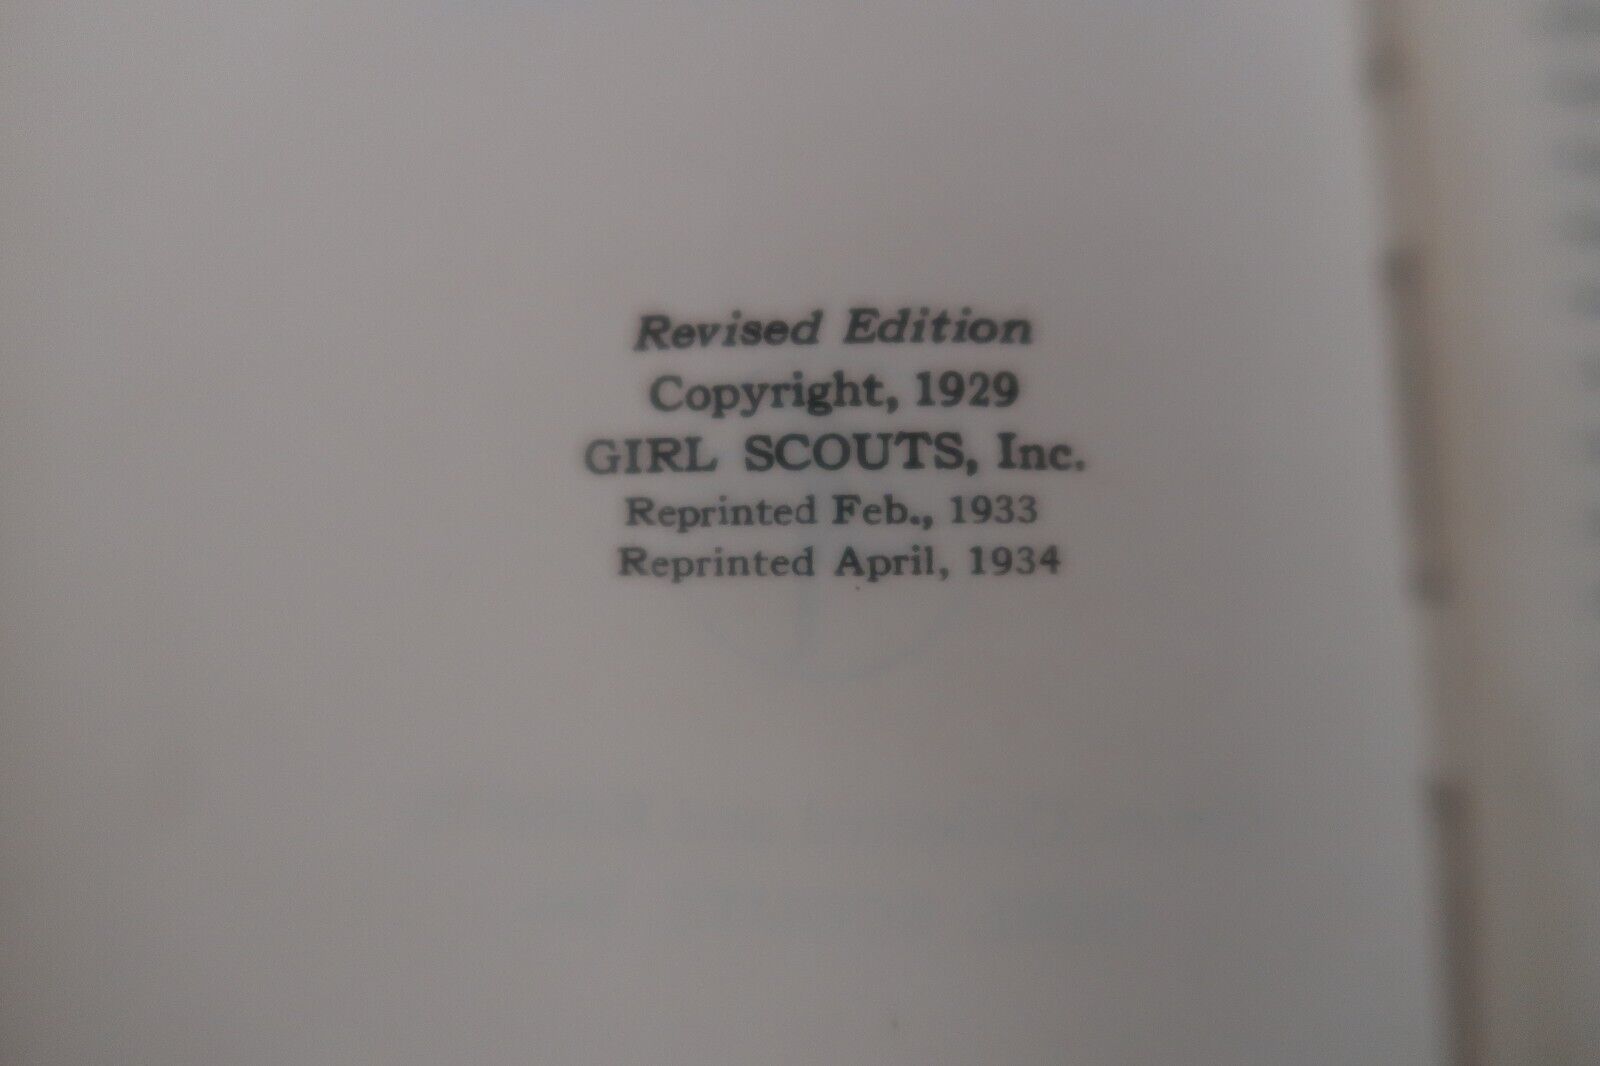 Revised Edition
Copyright, 1929
GIRL SCOUTS, Inc.
Reprinted Feb., 1933
Reprinted April, 1934